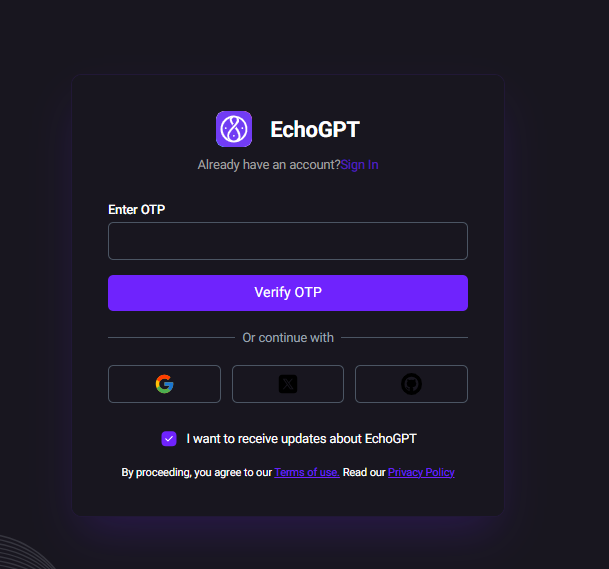 EchoGPT
Already have an account?Sign In
Enter OTP
Verify OTP
Or continue with
I want to receive updates about EchoGPT
By proceeding, you agree to our Terms of use. Read our Privacy Policy